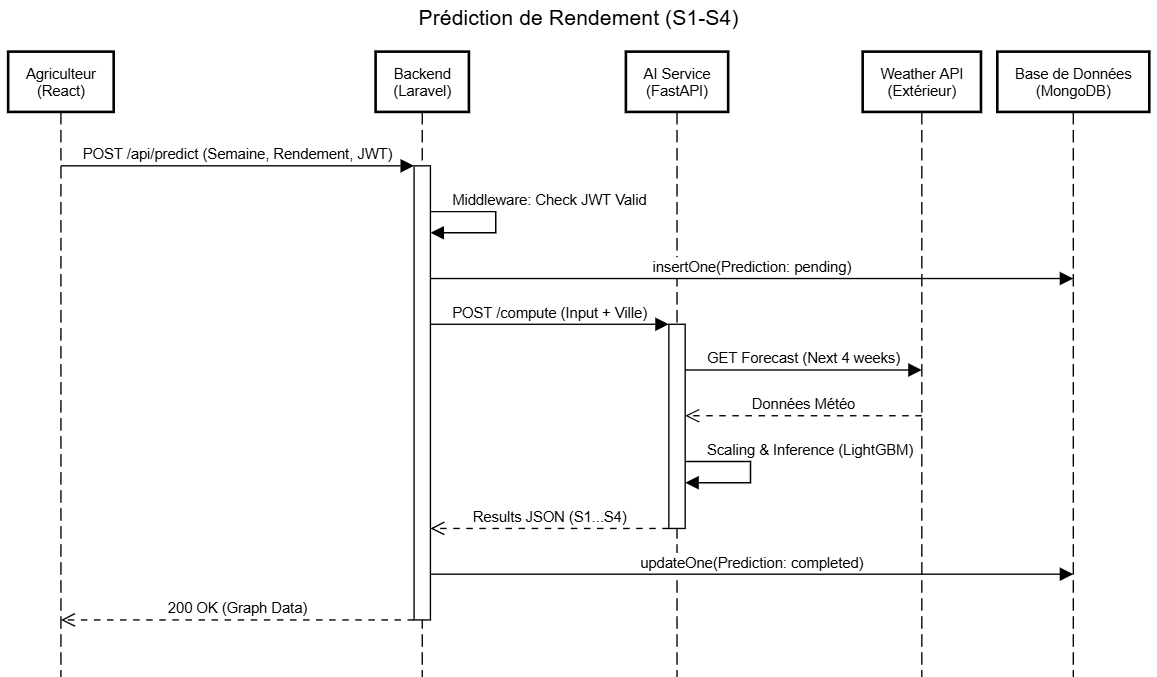 Prédiction de Rendement (S1-S4)
Agriculteur
(React)
Backend
(Laravel)
AI Service
(FastAPI)
Weather API
(Extérieur)
Base de Données
(MongoDB)
POST /api/predict (Semaine, Rendement, JWT)
Middleware: Check JWT Valid
insertOne(Prediction: pending)
POST /compute (Input + Ville)
GET Forecast (Next 4 weeks)
Données Météo
Scaling & Inference (LightGBM)
Results JSON (S1...S4)
updateOne(Prediction: completed)
200 OK (Graph Data)